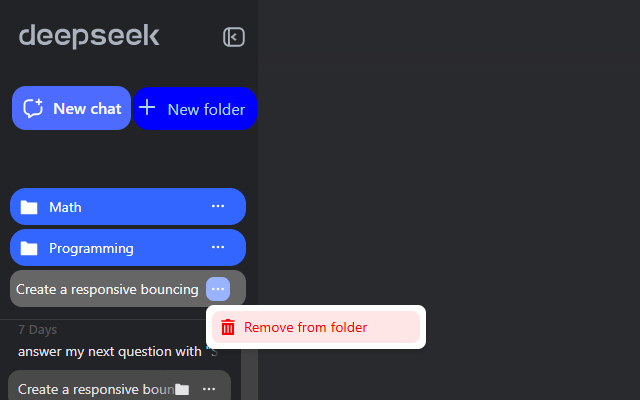 deepseek
New chat
New folder
Math
Programming
Create a responsive bouncing
Remove from folder
7 Days
answer my next question with "S
Create a responsive boun